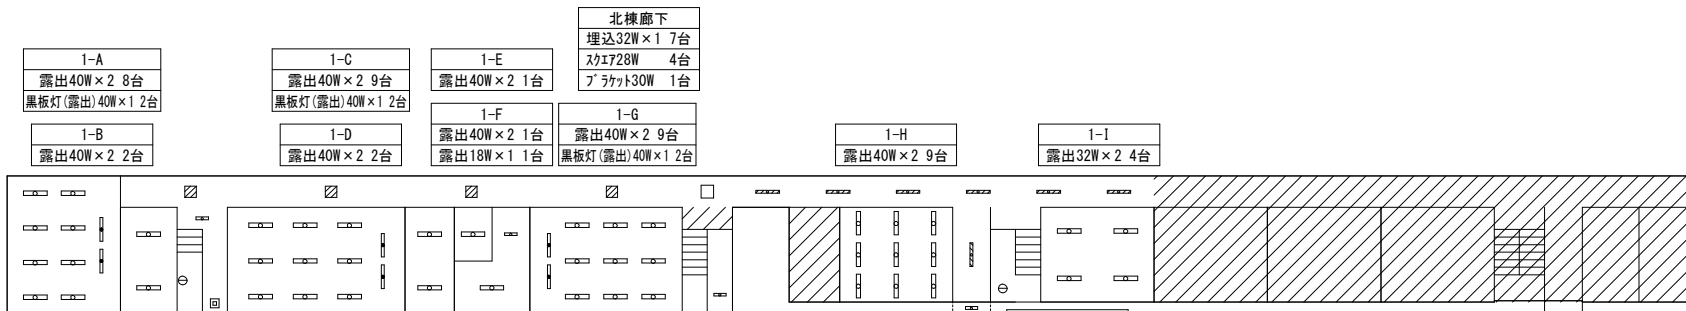 北棟廊下
埋込32W×1 7台
スクエア28W 4台
ブラケット30W 1台
1-A
露出40W×2 8台
黒板灯(露出)40W×1 2台
1-B
露出40W×2 2台
1-C
露出40W×2 9台
黒板灯(露出)40W×1 2台
1-D
露出40W×2 2台
1-E
露出40W×2 1台
1-F
露出40W×2 1台
露出18W×1 1台
1-G
露出40W×2 9台
黒板灯(露出)40W×1 2台
1-H
露出40W×2 9台
1-I
露出32W×2 4台